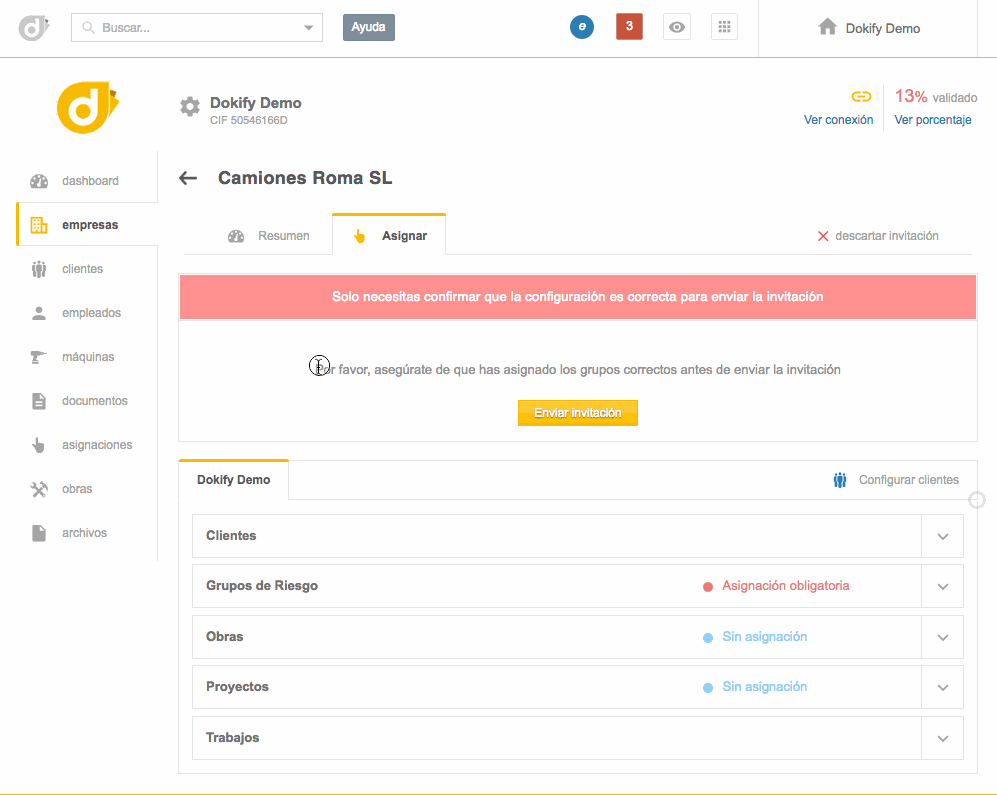 d
Buscar...
Ayuda
e
3
Dokify Demo
d
Dokify Demo
CIF 50546166D
Ver conexión
13% validado
Ver porcentaje
dashboard
empresas
clientes
empleados
máquinas
documentos
asignaciones
obras
archivos
Camiones Roma SL
Resumen
Asignar
descartar invitación
Solo necesitas confirmar que la configuración es correcta para enviar la invitación
Por favor, asegúrate de que has asignado los grupos correctos antes de enviar la invitación
Enviar invitación
Dokify Demo
Configurar clientes
Clientes
Grupos de Riesgo
Asignación obligatoria
Obras
Sin asignación
Proyectos
Sin asignación
Trabajos